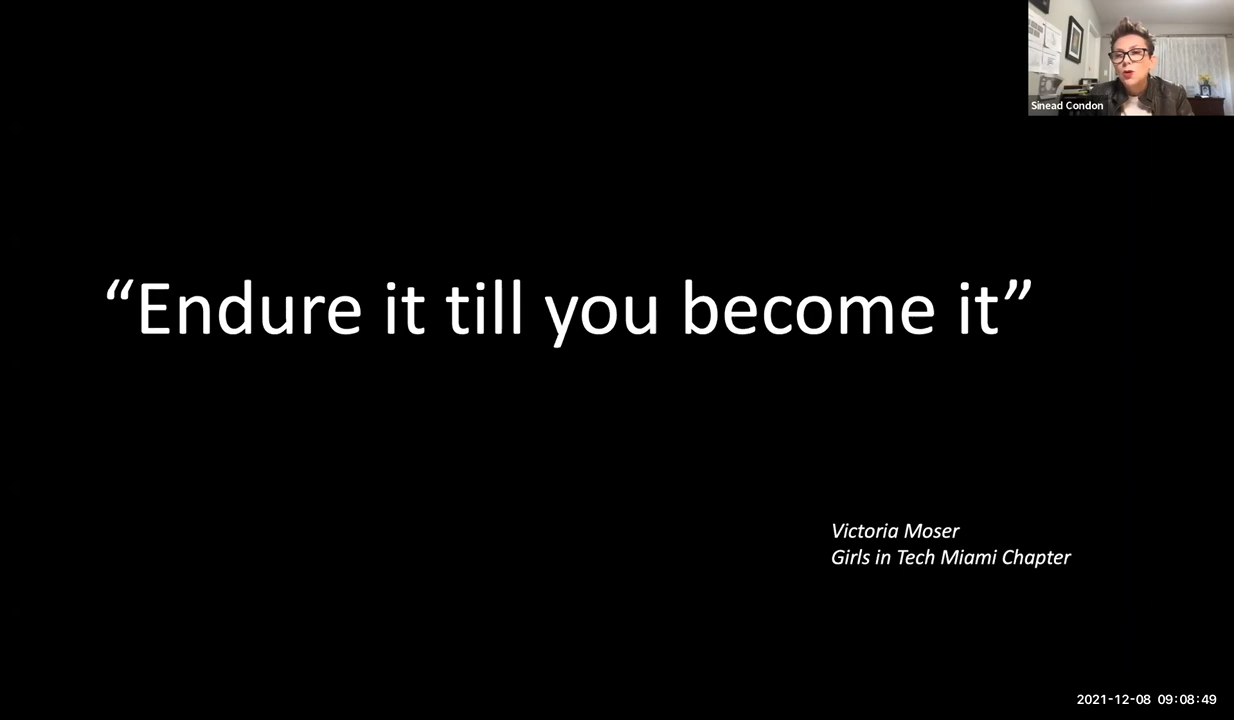 Sinead Condon
“Endure it till you become it”
Victoria Moser
Girls in Tech Miami Chapter
2021-12-08 09:08:49